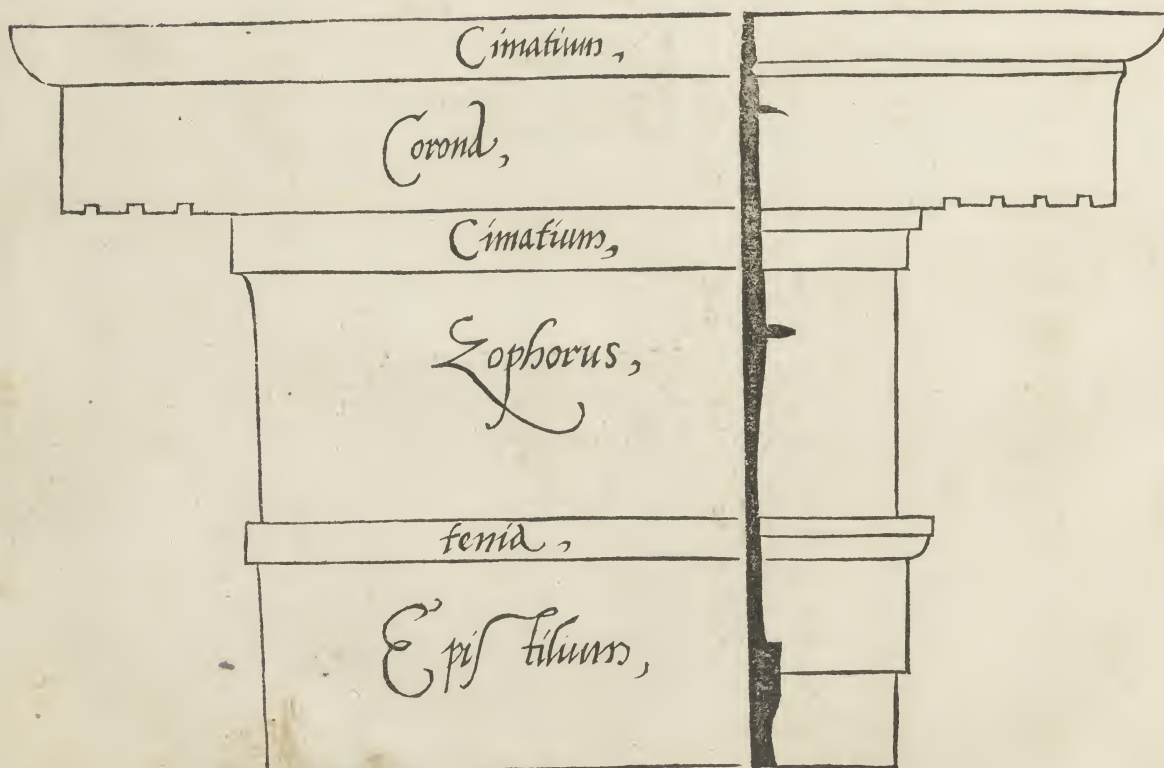 Cimatium,
Corona,
Cimatium,
Zophorus,
tenia,
Epiſtilium,